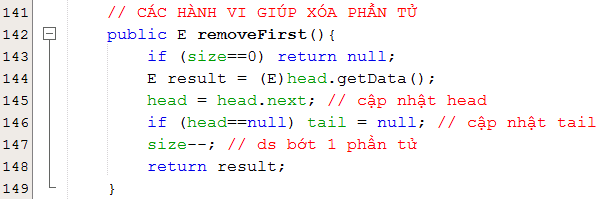 141 // CÁC HÀNH VI GIÚP XÓA PHẦN TỬ
142 public E removeFirst(){
143 if (size==0) return null;
144 E result = (E)head.getData();
145 head = head.next; // cập nhật head
146 if (head==null) tail = null; // cập nhật tail
147 size--; // ds bớt 1 phần tử
148 return result;
149 }